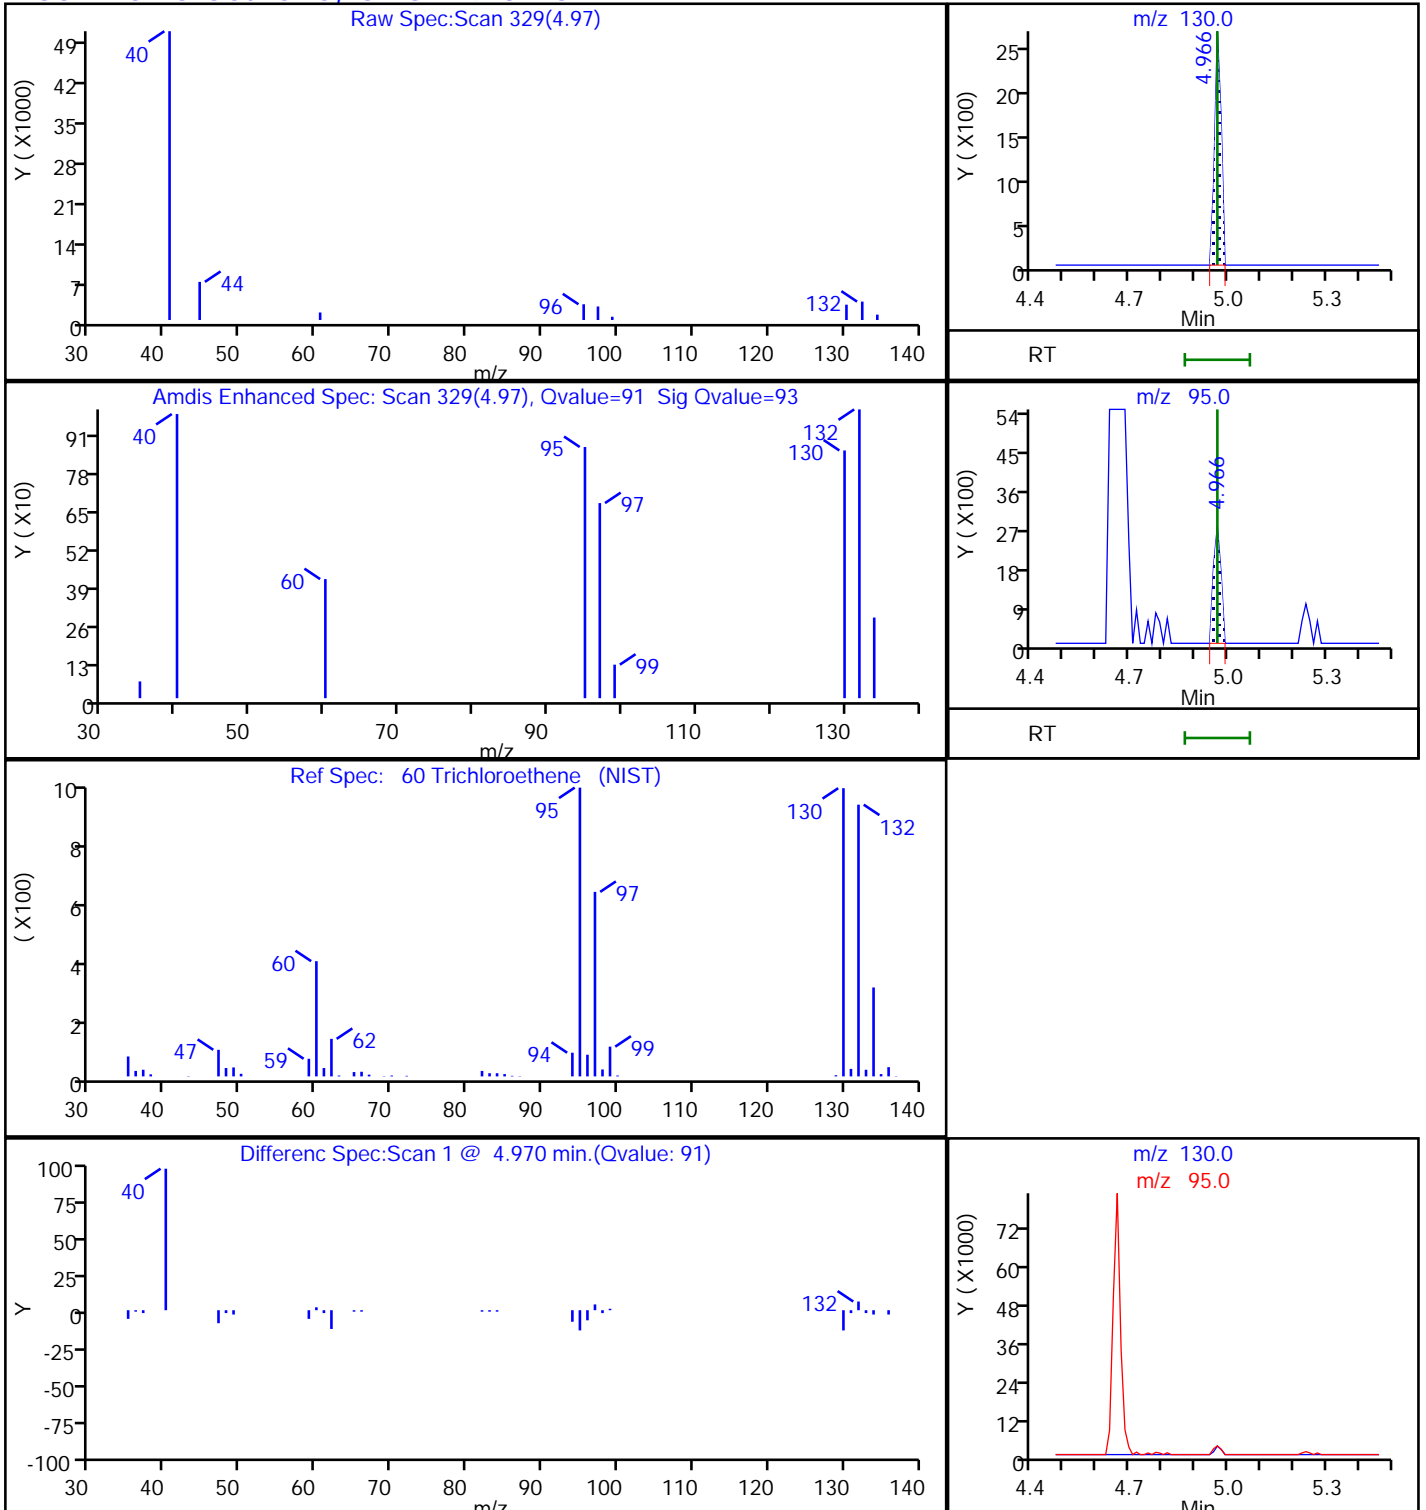 Raw Spec:Scan 329(4.97)
Y ( X1000)
49
42
35
28
21
14
7
0
40
44
96
132
30 40 50 60 70 80 90 100 110 120 130 140
m/z
m/z 130.0
Y ( X100)
25
20
15
10
5
0
4.966
4.4 4.7 5.0 5.3
Min
RT
Amdis Enhanced Spec: Scan 329(4.97), Qvalue=91 Sig Qvalue=93
Y ( X10)
91
78
65
52
39
26
13
0
40
60
95
97
99
132
130
30 50 70 90 110 130
m/z
m/z 95.0
Y ( X100)
54
45
36
27
18
9
0
4.966
4.4 4.7 5.0 5.3
Min
RT
Ref Spec: 60 Trichloroethene (NIST)
( X100)
10
8
6
4
2
0
47
59
60
62
94
95
97
99
130
132
30 40 50 60 70 80 90 100 110 120 130 140
Differenc Spec:Scan 1 @ 4.970 min.(Qvalue: 91)
Y
100
75
50
25
0
-25
-50
-75
-100
40
132
30 40 50 60 70 80 90 100 110 120 130 140
m/z
m/z 130.0
m/z 95.0
Y ( X1000)
72
60
48
36
24
12
0
4.4 4.7 5.0 5.3
Min